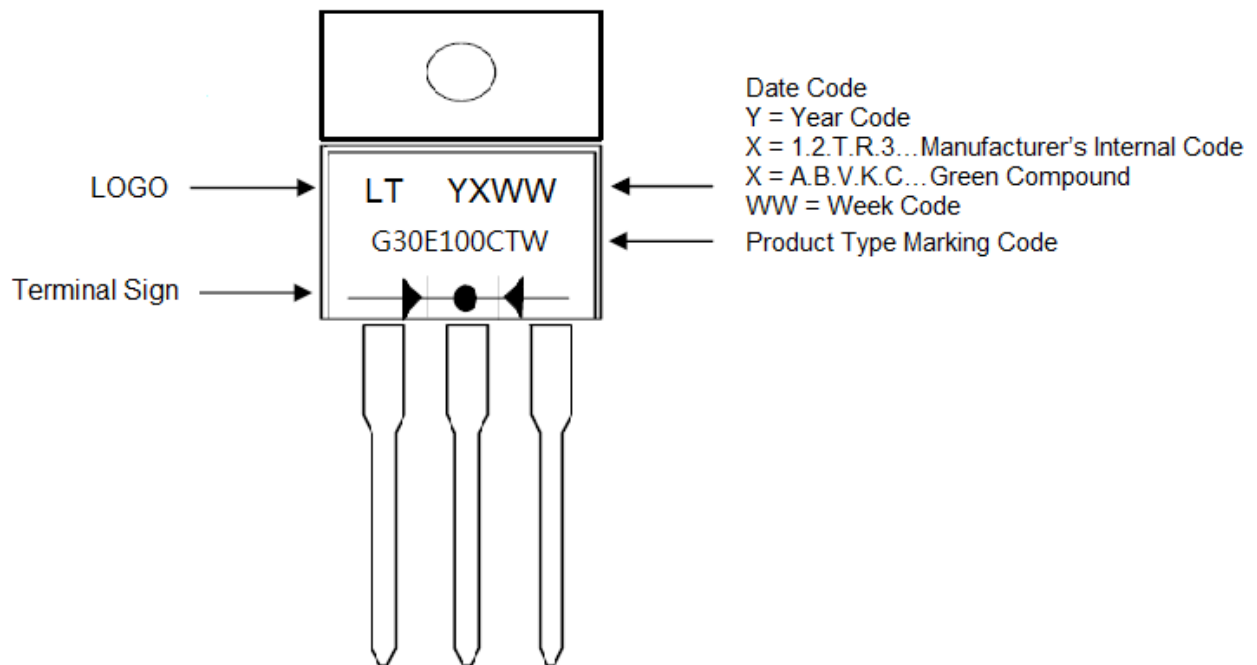 Date Code
Y = Year Code
X = 1.2.T.R.3...Manufacturer's Internal Code
X = A.B.V.K.C...Green Compound
WW = Week Code
LOGO
LT YXWW
G30E100CTW
Product Type Marking Code
Terminal Sign